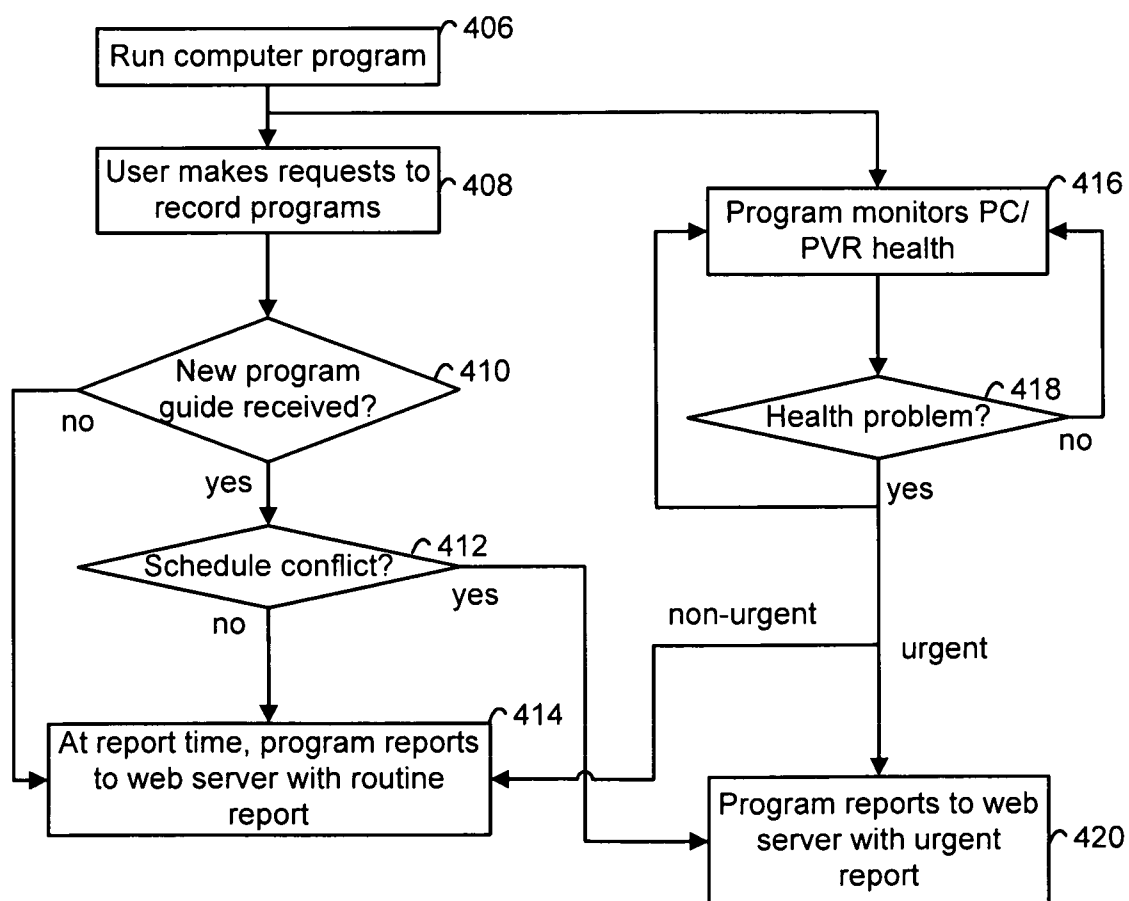 406
Run computer program
User makes requests to
record programs
408
416
Program monitors PC/
PVR health
New program
guide received?
410
no
yes
418
Health problem?
no
yes
Schedule conflict?
412
yes
no
non-urgent
urgent
414
At report time, program reports
to web server with routine
report
Program reports to web
server with urgent
report
420